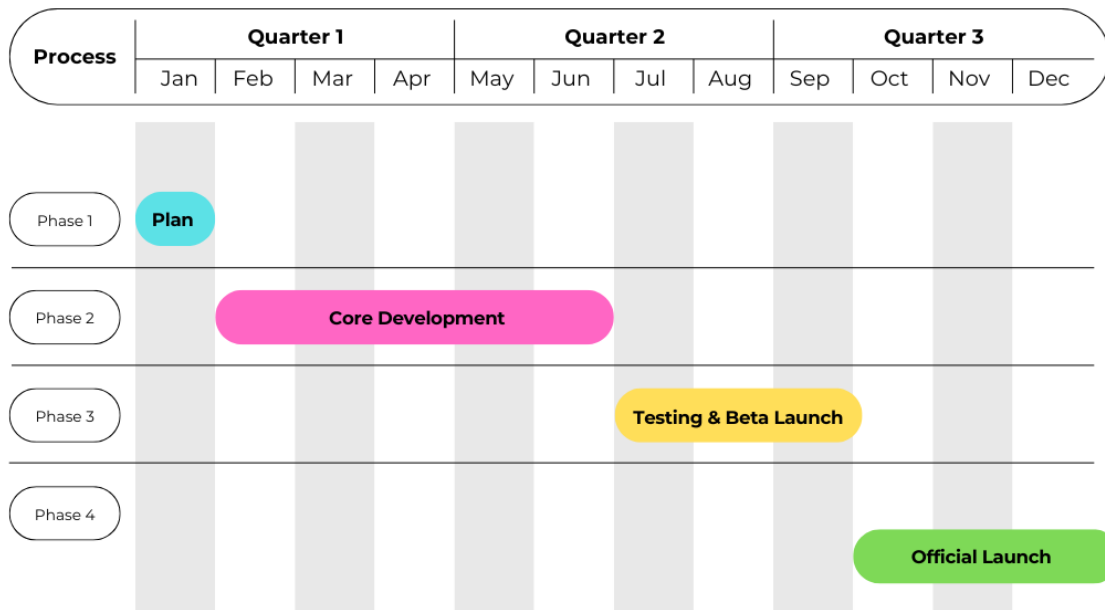 Process
Quarter 1 Quarter 2 Quarter 3
Jan Feb Mar Apr May Jun Jul Aug Sep Oct Nov Dec
Phase 1 Plan
Phase 2 Core Development
Phase 3 Testing & Beta Launch
Phase 4
Official Launch